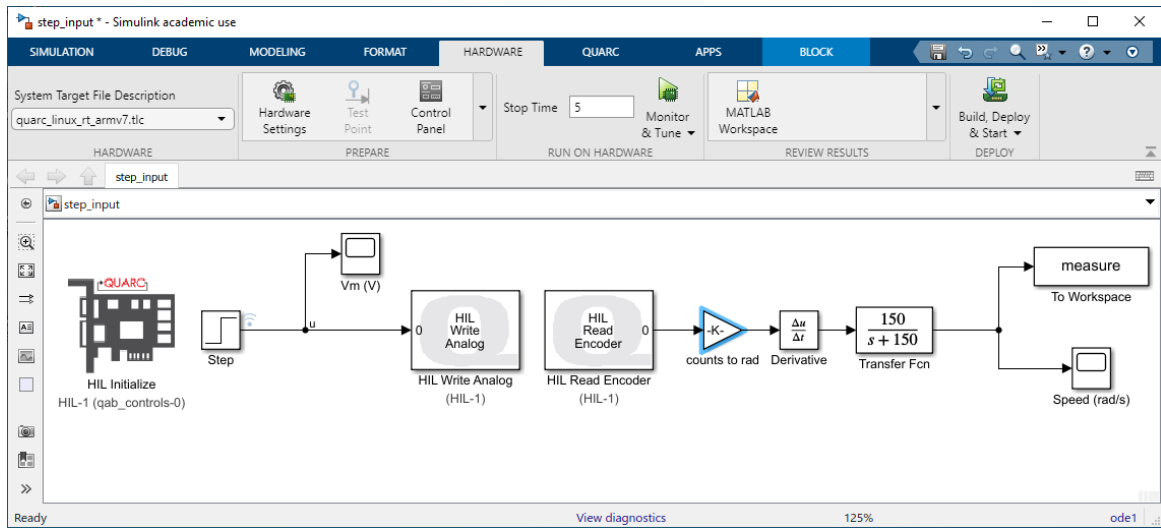 step_input * - Simulink academic use
SIMULATION DEBUG MODELING FORMAT HARDWARE QUARC APPS BLOCK
System Target File Description
quarc_linux_rt_armv7.tlc
Hardware
Settings
Test
Point
Control
Panel
Stop Time 5
Monitor
& Tune
MATLAB
Workspace
Build, Deploy
& Start
HARDWARE PREPARE RUN ON HARDWARE REVIEW RESULTS DEPLOY
step_input
step_input
QUARC
HIL Initialize
HIL-1 (qab_controls-0)
Step
u
Vm (V)
0
HIL
Write
Analog
HIL Write Analog
(HIL-1)
HIL
Read
Encoder
0
HIL Read Encoder
(HIL-1)
-K-
counts to rad
Δu
Δt
Derivative
150
s + 150
Transfer Fcn
measure
To Workspace
Speed (rad/s)
Ready View diagnostics 125% ode1